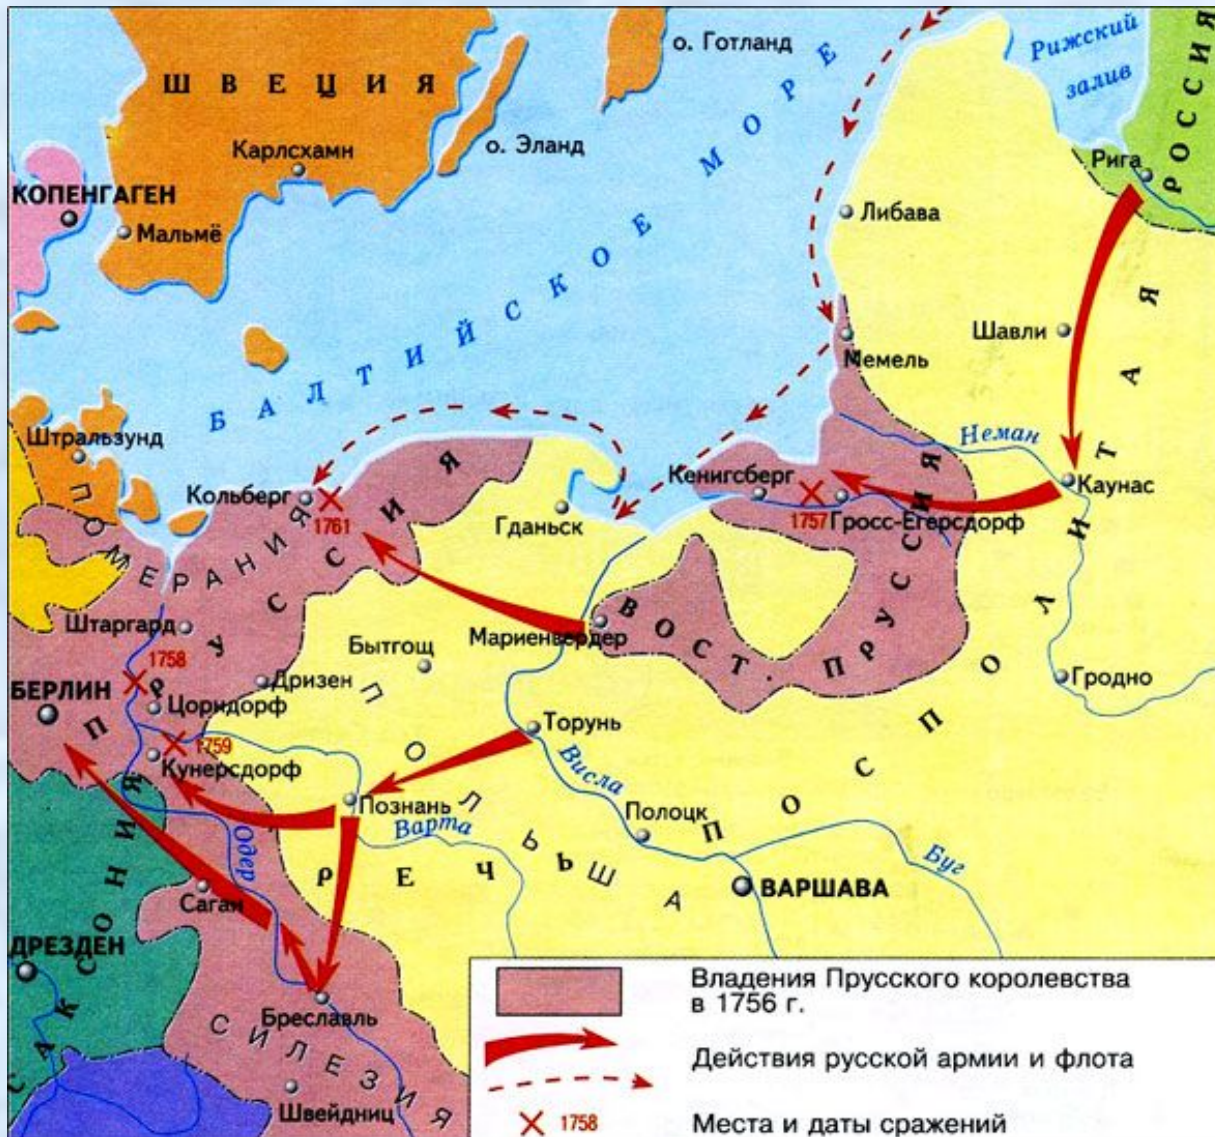 ШВЕЦИЯ
о. Готланд
Рижский
залив
РОССИЯ
Карлсхамн
о. Эланд
БАЛТИЙСКОЕ МОРЕ
Рига
КОПЕНГАГЕН
Мальмё
Либава
Шавли
Мемель
Штральзунд
Неман
Кольберг
1761
Кенигсберг
Каунас
Гданьск
1757
Гросс-Егерсдорф
ПОМЕРАНИЯ
ПРУССИЯ
Штаргард
Мариенвердер
ВОСТ. ПРУССИЯ
Бытгощ
1758
Дризен
Гродно
БЕРЛИН
Цорндорф
Торунь
1759
Кунерсдорф
Висла
Познань
Варта
Полоцк
Одер
Буг
ПОЛЬША
РЕЧЬ ПОСПОЛИТАЯ
ВАРШАВА
Саган
ДРЕЗДЕН
САКСОНИЯ
Бреславль
СИЛЕЗИЯ
Швейдниц
Владения Прусского королевства
в 1756 г.
Действия русской армии и флота
1758 Места и даты сражений